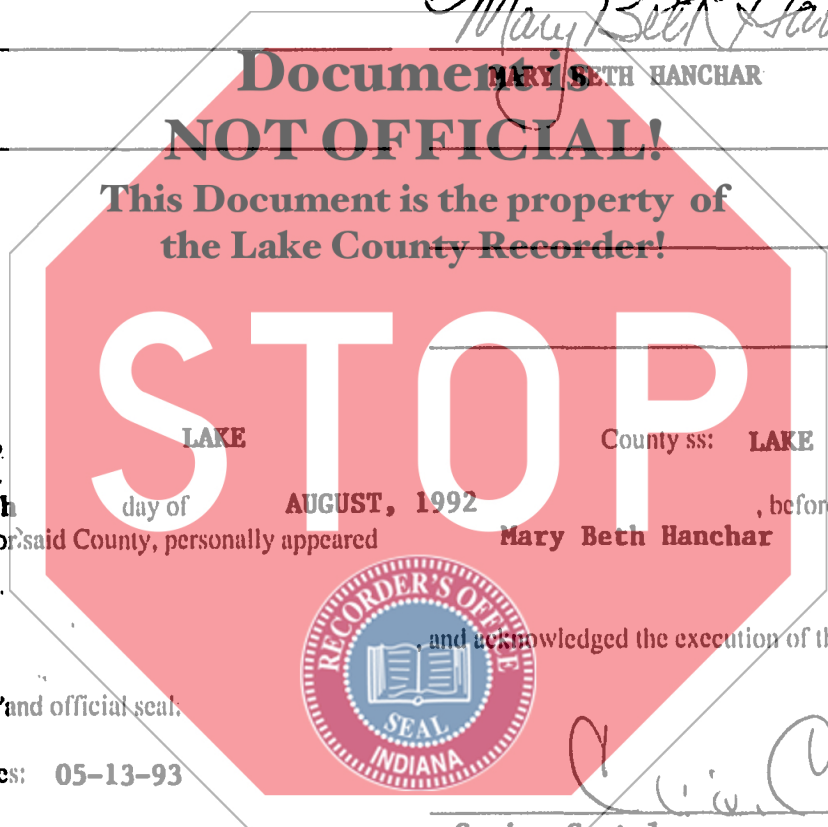 Mary Beth Han
Document is
MARY BETH HANCHAR
NOT OFFICIAL!
This Document is the property of
the Lake County Recorder!
STOP
LAKE County ss: LAKE
day of AUGUST, 1992 , before
said County, personally appeared Mary Beth Hanchar
RECORDER'S OFFICE
, and acknowledged the execution of
and official seal.
SEAL
INDIANA
05-13-93